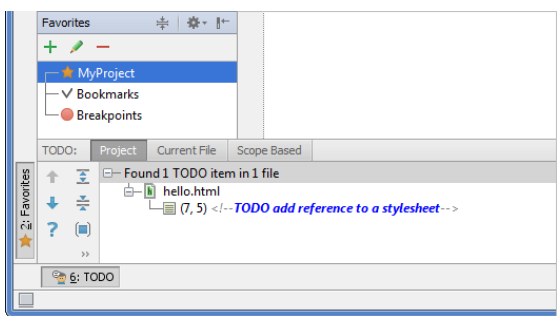 Favorites
MyProject
Bookmarks
Breakpoints
TODO: Project Current File Scope Based
Found 1 TODO item in 1 file
hello.html
(7, 5) <!--TODO add reference to a stylesheet-->
2: Favorites
6: TODO